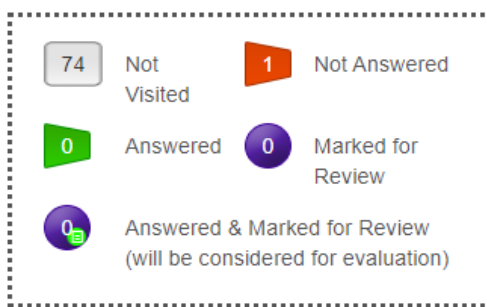 74 Not Visited
1 Not Answered
0 Answered
0 Marked for Review
0 Answered & Marked for Review
(will be considered for evaluation)